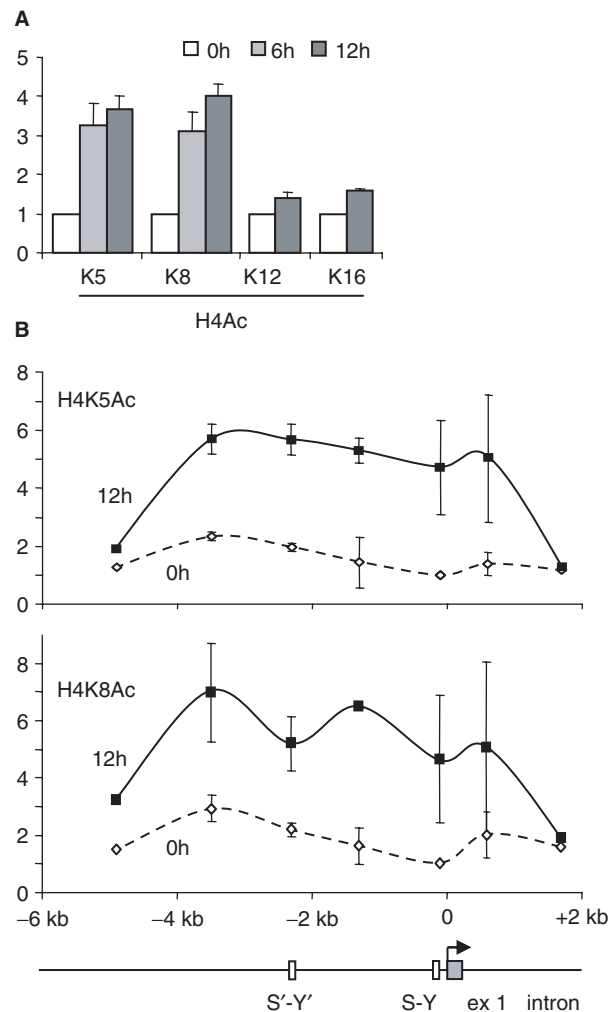 A
0h 6h 12h
5
4
3
2
1
0
K5 K8 K12 K16
H4Ac
B
8
H4K5Ac
6
12h
4
2
0h
0
8
H4K8Ac
6
12h
4
2
0h
0
−6 kb −4 kb −2 kb 0 +2 kb
S′-Y′ S-Y ex 1 intron